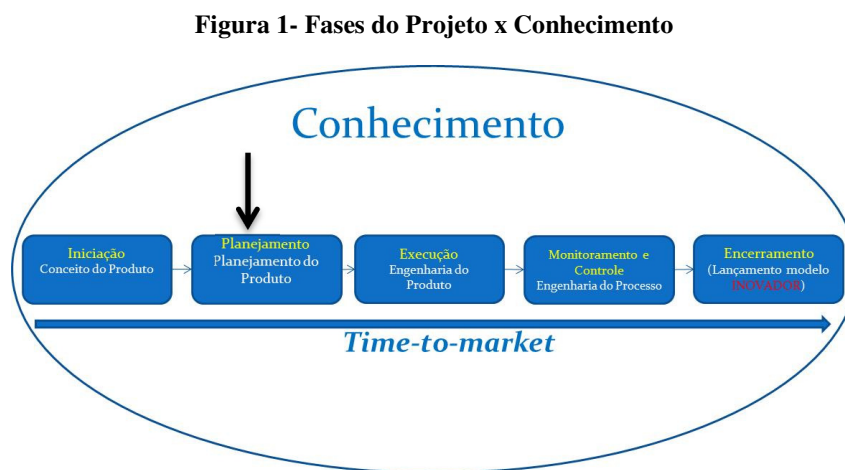 Figura 1- Fases do Projeto x Conhecimento
Conhecimento
Iniciação
Conceito do Produto
Planejamento
Planejamento do
Produto
Execução
Engenharia do
Produto
Monitoramento e
Controle
Engenharia do Processo
Encerramento
(Lançamento modelo
INOVADOR)
Time-to-market